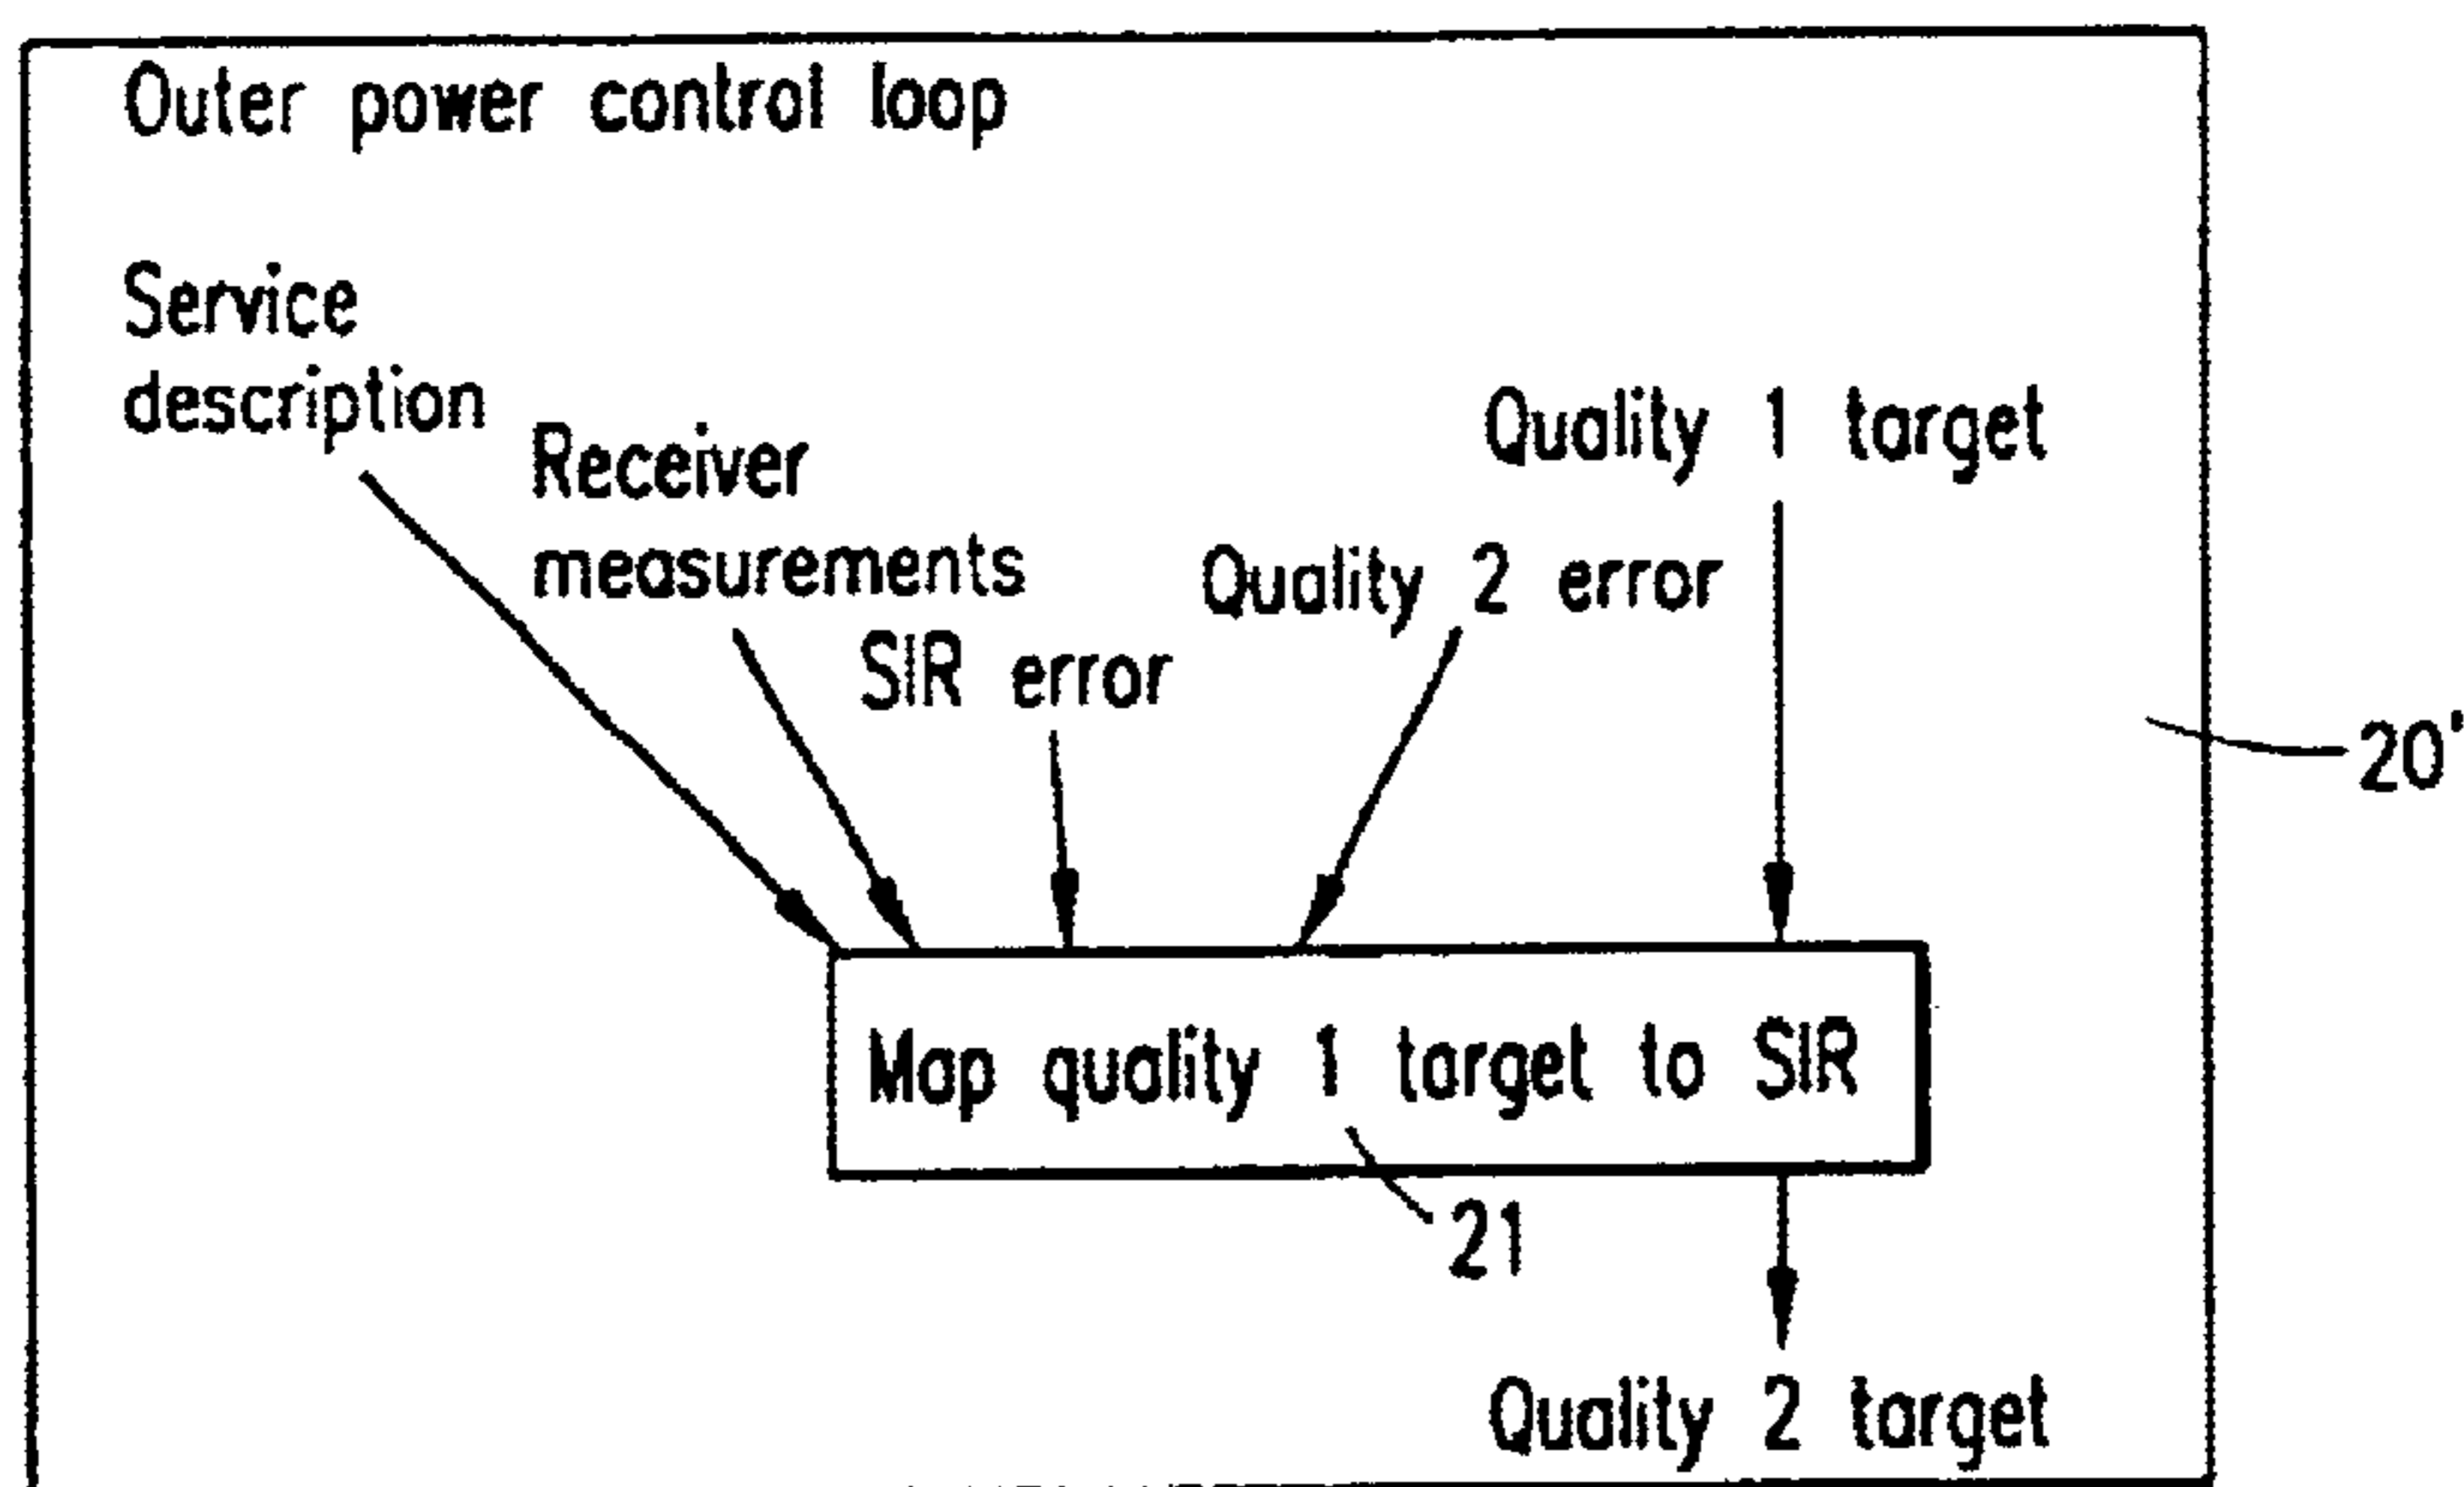 Outer power control loop
Service
description
Receiver
measurements
SIR error
Quality 2 error
Quality 1 target
20'
Map quality 1 target to SIR
21
Quality 2 target